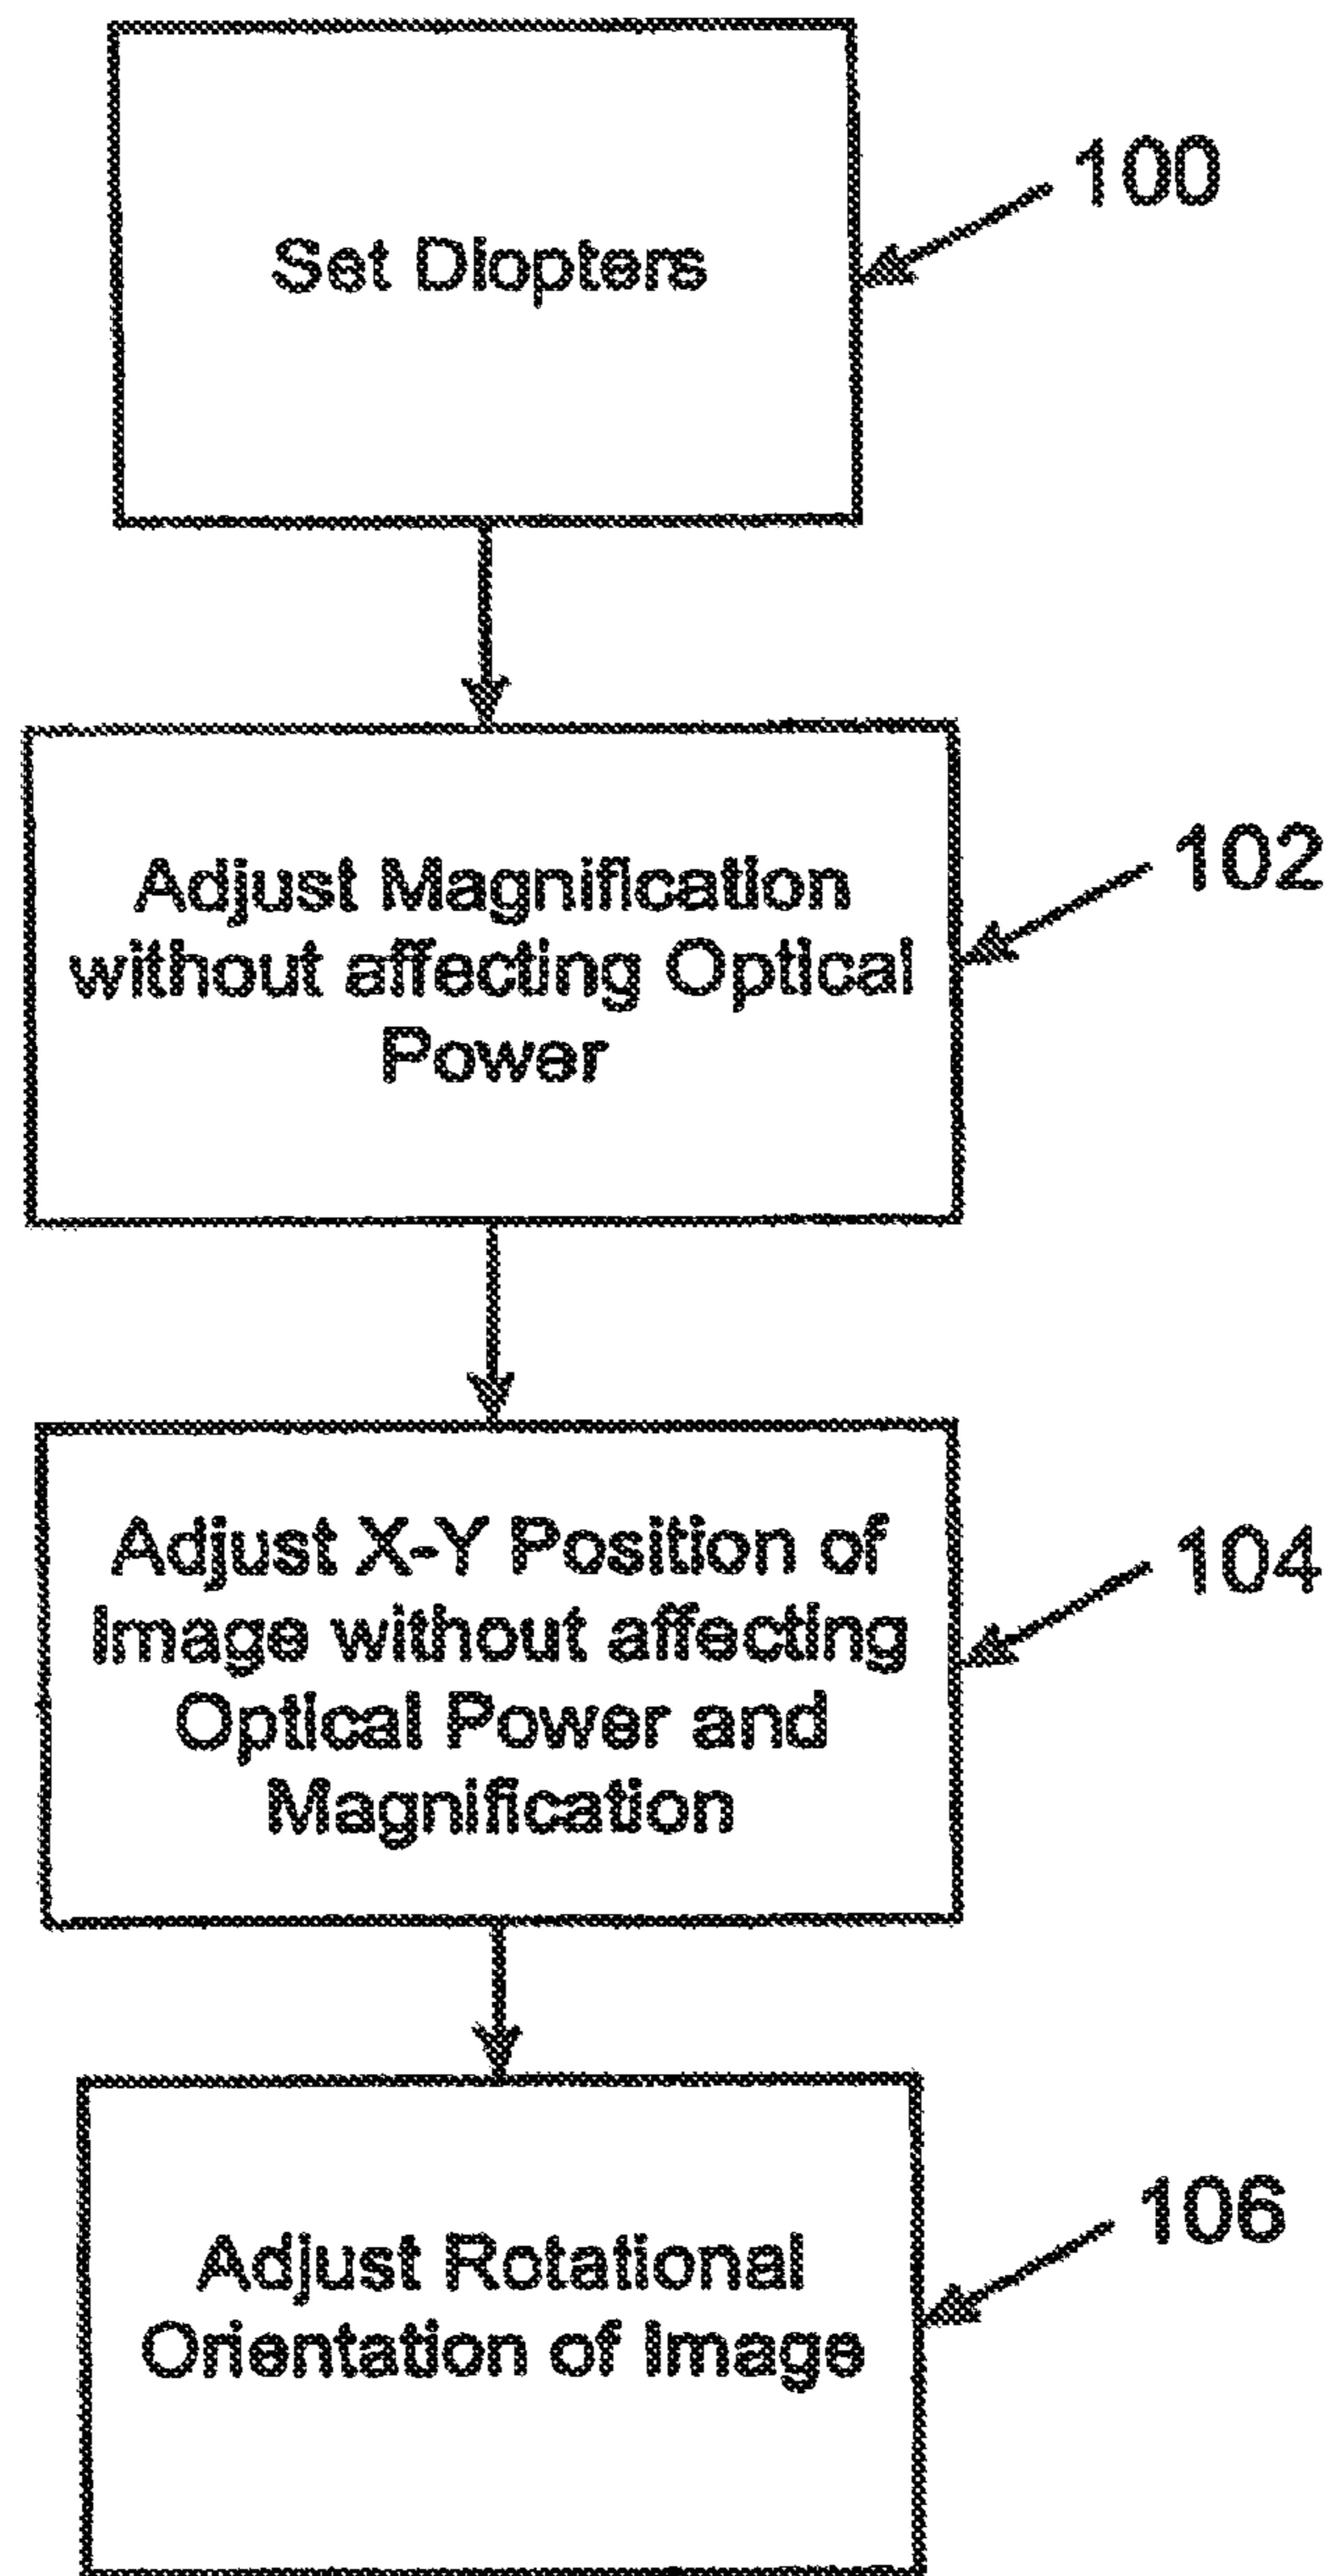 Set Diopters
100
Adjust Magnification
without affecting Optical
Power
102
Adjust X-Y Position of
Image without affecting
Optical Power and
Magnification
104
Adjust Rotational
Orientation of Image
106